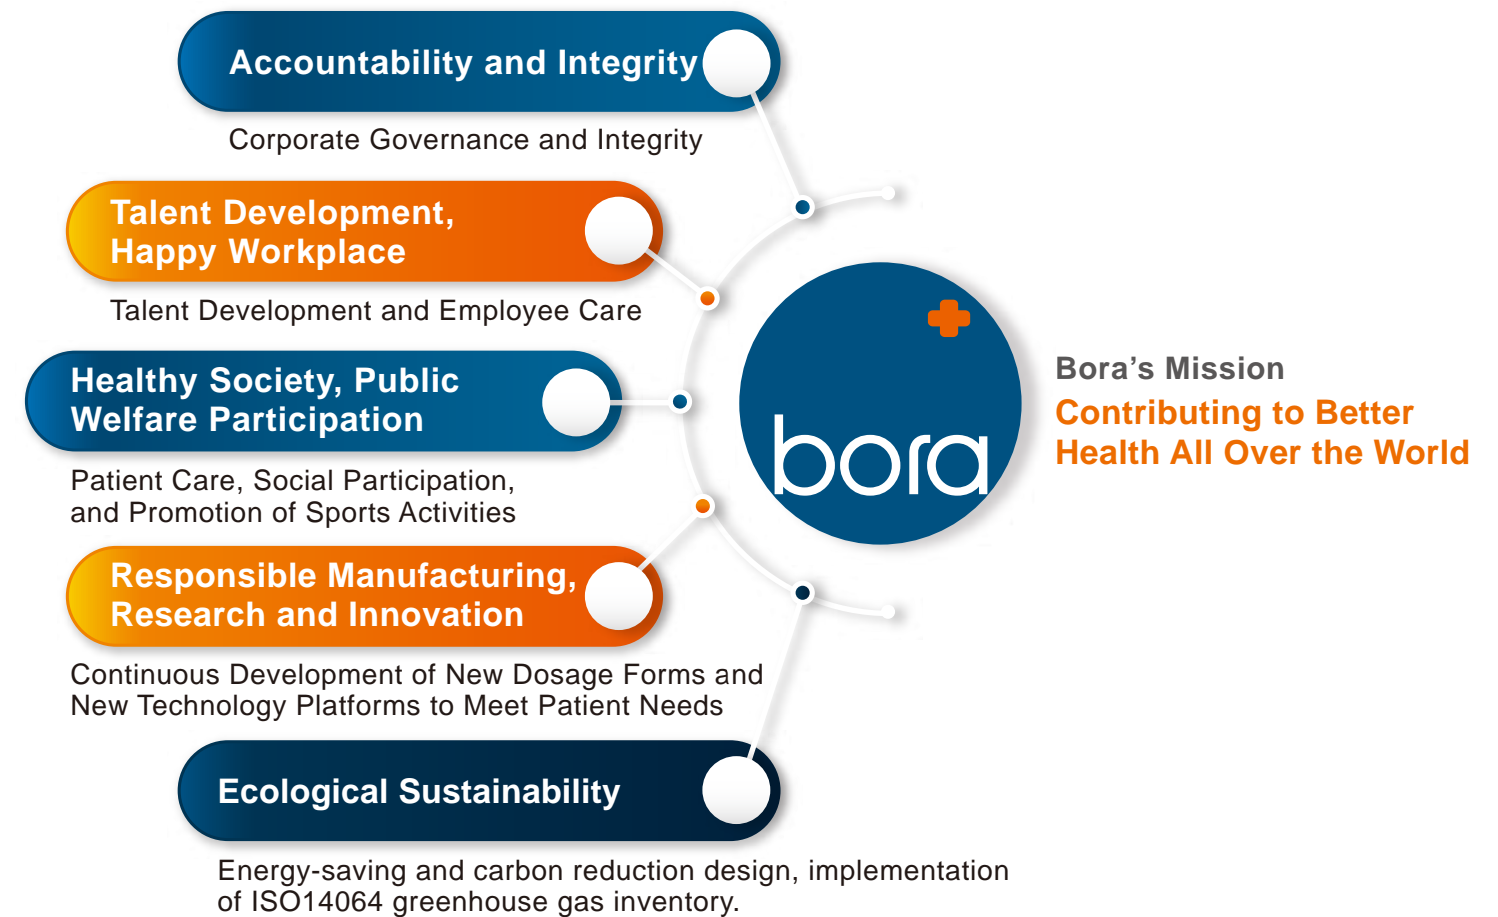 Accountability and Integrity
Corporate Governance and Integrity
Talent Development,
Happy Workplace
Talent Development and Employee Care
Healthy Society, Public
Welfare Participation
Patient Care, Social Participation,
and Promotion of Sports Activities
Responsible Manufacturing,
Research and Innovation
Continuous Development of New Dosage Forms and
New Technology Platforms to Meet Patient Needs
Ecological Sustainability
Energy-saving and carbon reduction design, implementation
of ISO14064 greenhouse gas inventory.
bora
Bora’s Mission
Contributing to Better
Health All Over the World